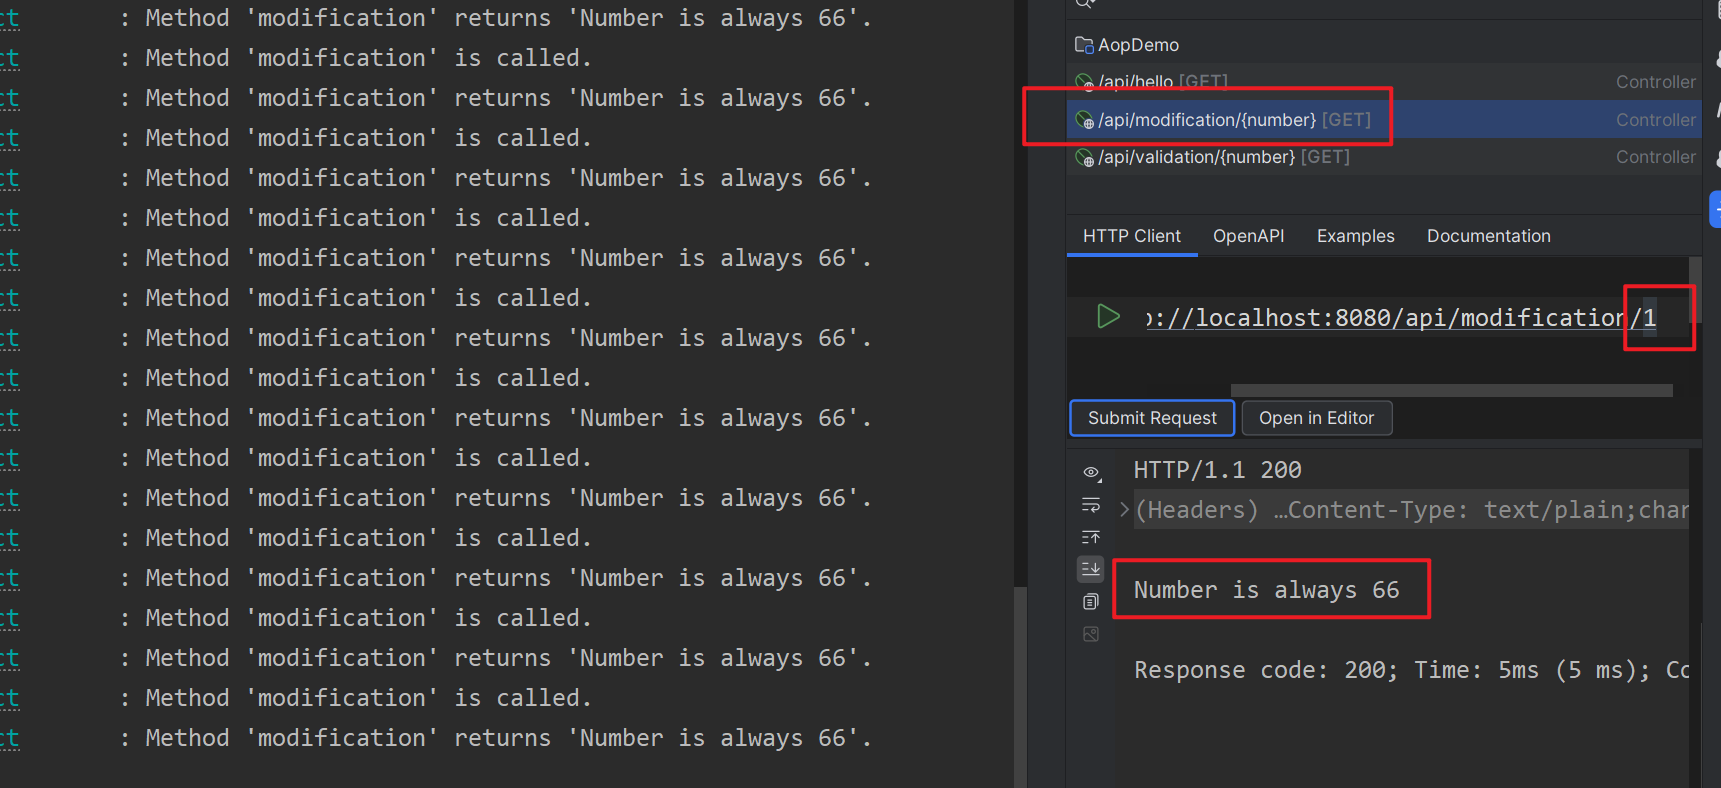 ct : Method 'modification' returns 'Number is always 66'.
ct : Method 'modification' is called.
ct : Method 'modification' returns 'Number is always 66'.
ct : Method 'modification' is called.
ct : Method 'modification' returns 'Number is always 66'.
ct : Method 'modification' is called.
ct : Method 'modification' returns 'Number is always 66'.
ct : Method 'modification' is called.
ct : Method 'modification' returns 'Number is always 66'.
ct : Method 'modification' is called.
ct : Method 'modification' returns 'Number is always 66'.
ct : Method 'modification' is called.
ct : Method 'modification' returns 'Number is always 66'.
ct : Method 'modification' is called.
ct : Method 'modification' returns 'Number is always 66'.
ct : Method 'modification' is called.
ct : Method 'modification' returns 'Number is always 66'.
ct : Method 'modification' is called.
ct : Method 'modification' returns 'Number is always 66'.
AopDemo
/api/hello [GET] Controller
/api/modification/{number} [GET] Controller
/api/validation/{number} [GET] Controller
HTTP Client OpenAPI Examples Documentation
://localhost:8080/api/modification/1
Submit Request Open in Editor
HTTP/1.1 200
(Headers) …Content-Type: text/plain;char
Number is always 66
Response code: 200; Time: 5ms (5 ms); Co